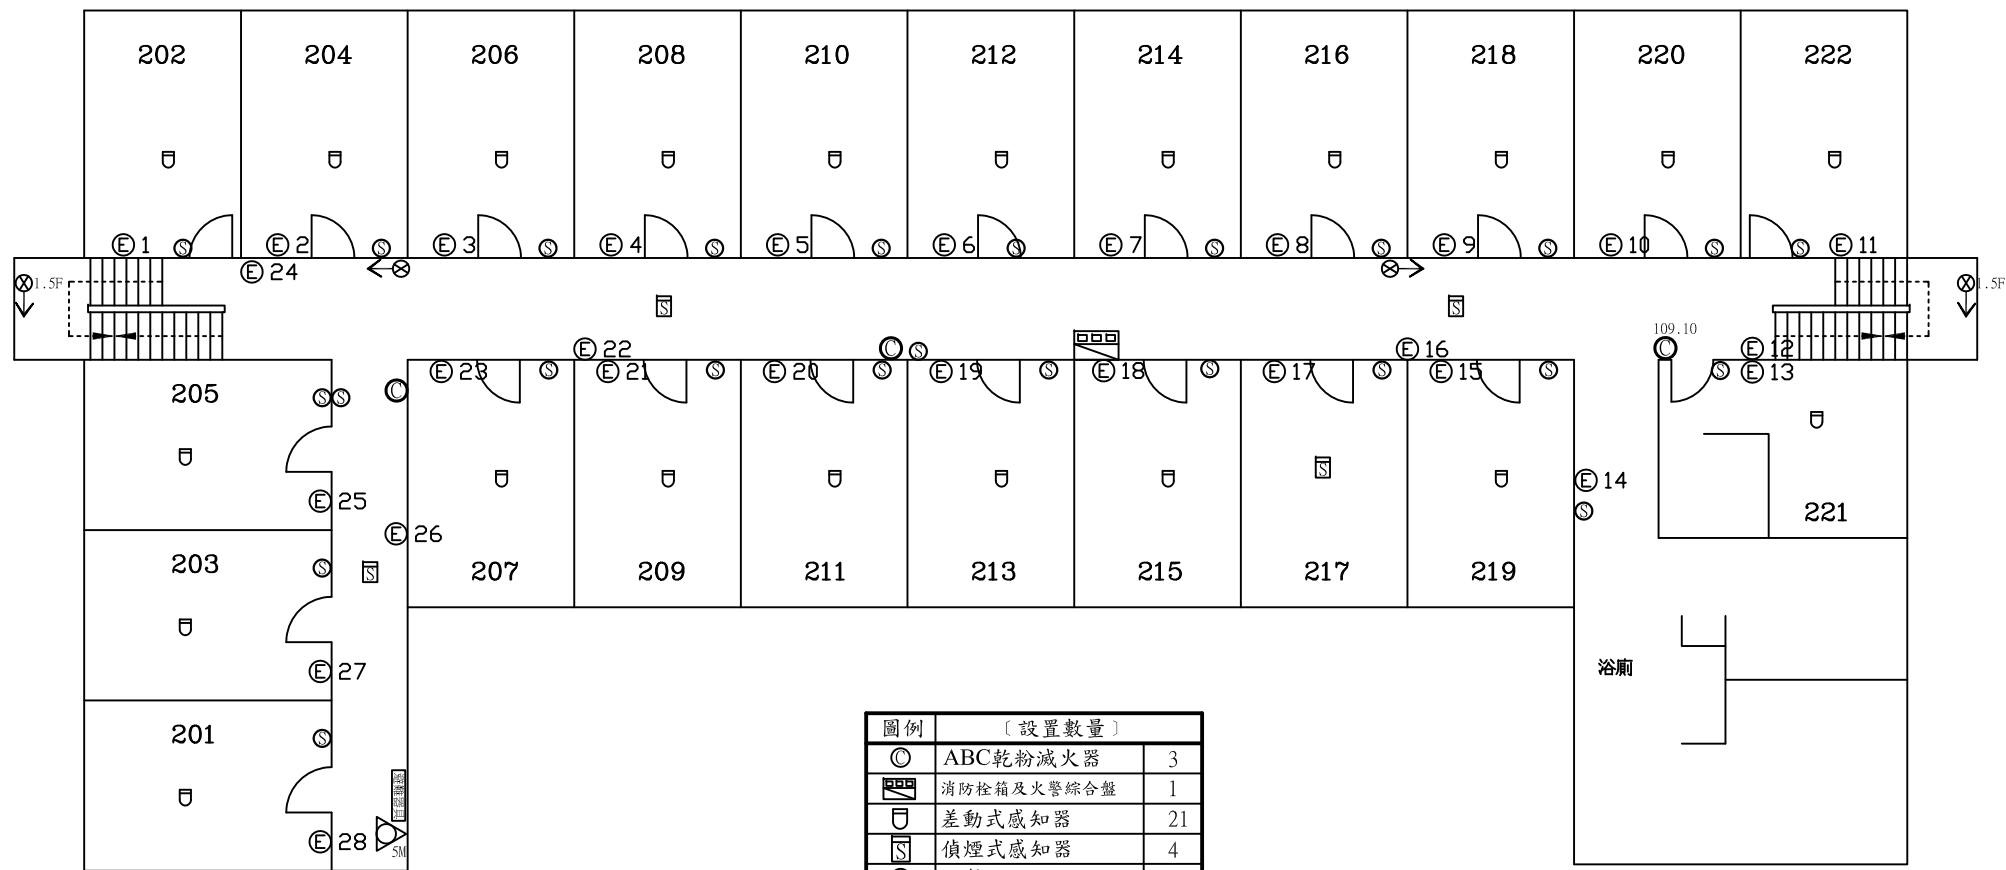 202 204 206 208 210 212 214 216 218 220 222
E 1 S E 2 S E 3 S E 4 S E 5 S E 6 S E 7 S E 8 S E 9 S E 10 S S E 11
E 24
1.5F 1.5F
S S
109.10
E 22 C S E 16 C E 12
E 23 S E 21 S E 20 S E 19 S E 18 S E 17 S E 15 S S E 13
205 S S C
S
E 14
E 25 S 221
E 26
203 S S 207 209 211 213 215 217 219
E 27 浴廁
201 S
避難器具
E 28 5M
圖例 〔設置數量〕
C ABC乾粉滅火器 3
消防栓箱及火警綜合盤 1
差動式感知器 21
S 偵煙式感知器 4